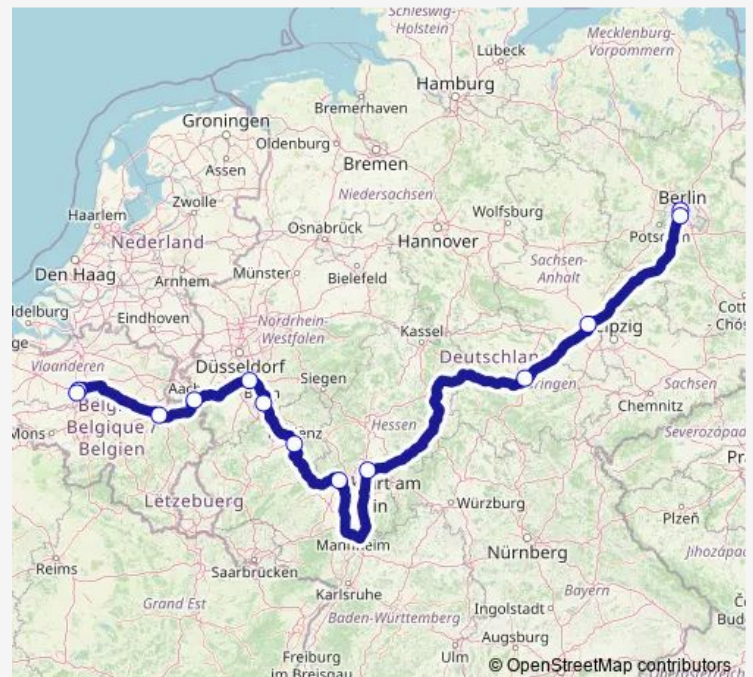 Schleswig-
Holstein
Mecklenburg-
Vorpommern
Lübeck
Hamburg
Bremerhaven
Groningen
Oldenburg
Bremen
Assen
Niedersachsen
Zwolle
Berlin
Haarlem
Wolfsburg
Osnabrück
Nederland
Hannover
Den Haag
Arnhem
Münster
Bielefeld
Sachsen-
Anhalt
Eindhoven
Nordrhein-
Westfalen
Kassel
Vlaanderen
Düsseldorf
Siegen
Sachsen
Chemnitz
Mons
Belgique /
Belgien
Hessen
Letzebuerg
Würzburg
Plzeň
Mannheim
Nürnberg
Reims
Saarbrücken
Karlsruhe
Grand Est
Bayern
Baden-Württemberg
Ingolstadt
Augsburg
Freiburg
im Breisgau
Ulm
© OpenStreetMap contributors